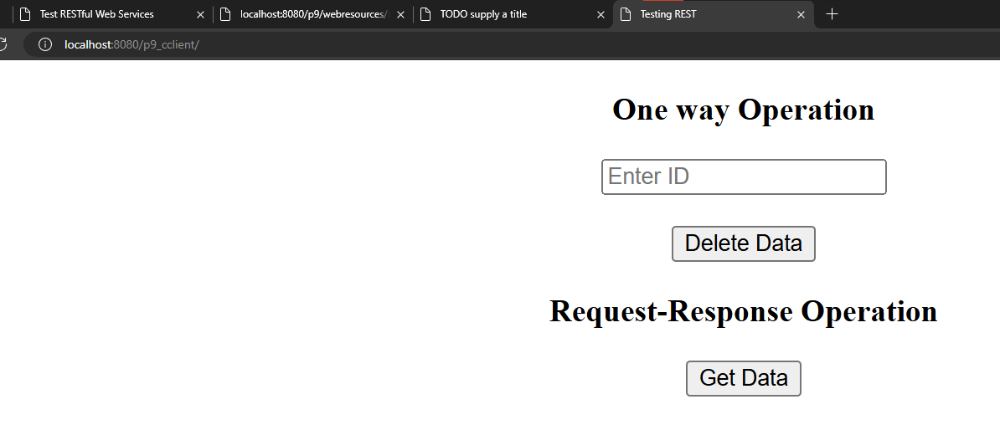 Test RESTful Web Services
localhost:8080/p9/webresources/
TODO supply a title
Testing REST
localhost:8080/p9_cclient/
One way Operation
Enter ID
Delete Data
Request-Response Operation
Get Data